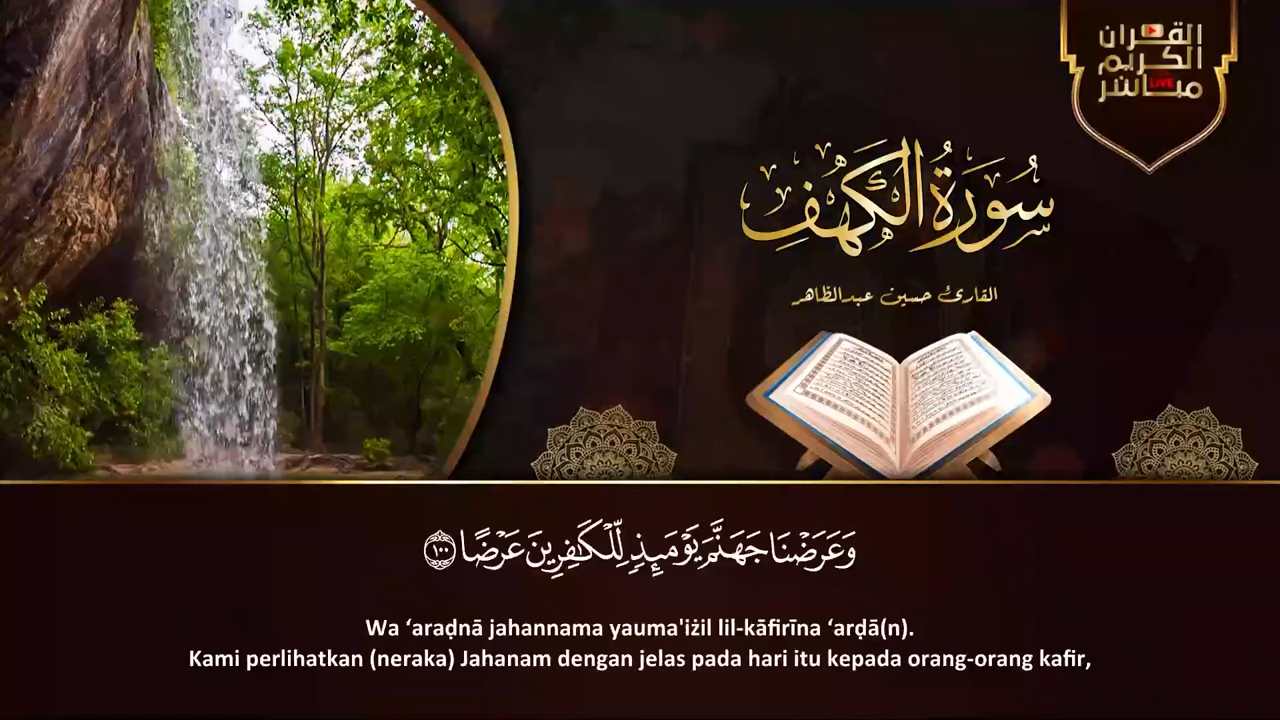 القرآن
الكريم
مباشر
LIVE
سُورَةُ الكَهْفِ
القارئ حسين عبدالظاهر
وَعَرَضْنَا جَهَنَّمَ يَوْمَئِذٍ لِّلْكَٰفِرِينَ عَرْضًا ١٠٠
Wa ‘araḍnā jahannama yauma'iżil lil-kāfirīna ‘arḍā(n).
Kami perlihatkan (neraka) Jahanam dengan jelas pada hari itu kepada orang-orang kafir,